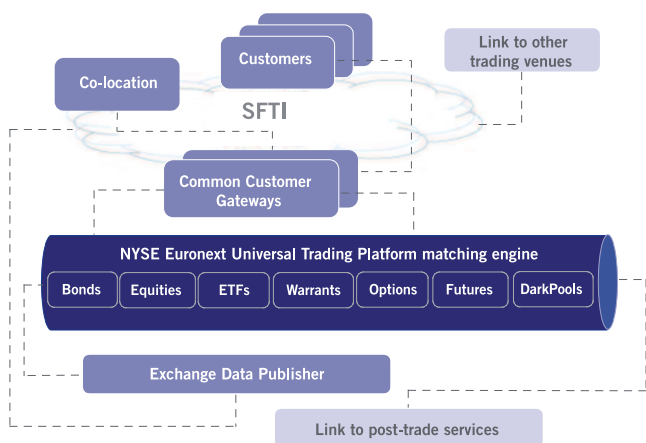 Customers
Link to other
trading venues
Co-location
SFTI
Common Customer
Gateways
NYSE Euronext Universal Trading Platform matching engine
Bonds
Equities
ETFs
Warrants
Options
Futures
DarkPools
Exchange Data Publisher
Link to post-trade services